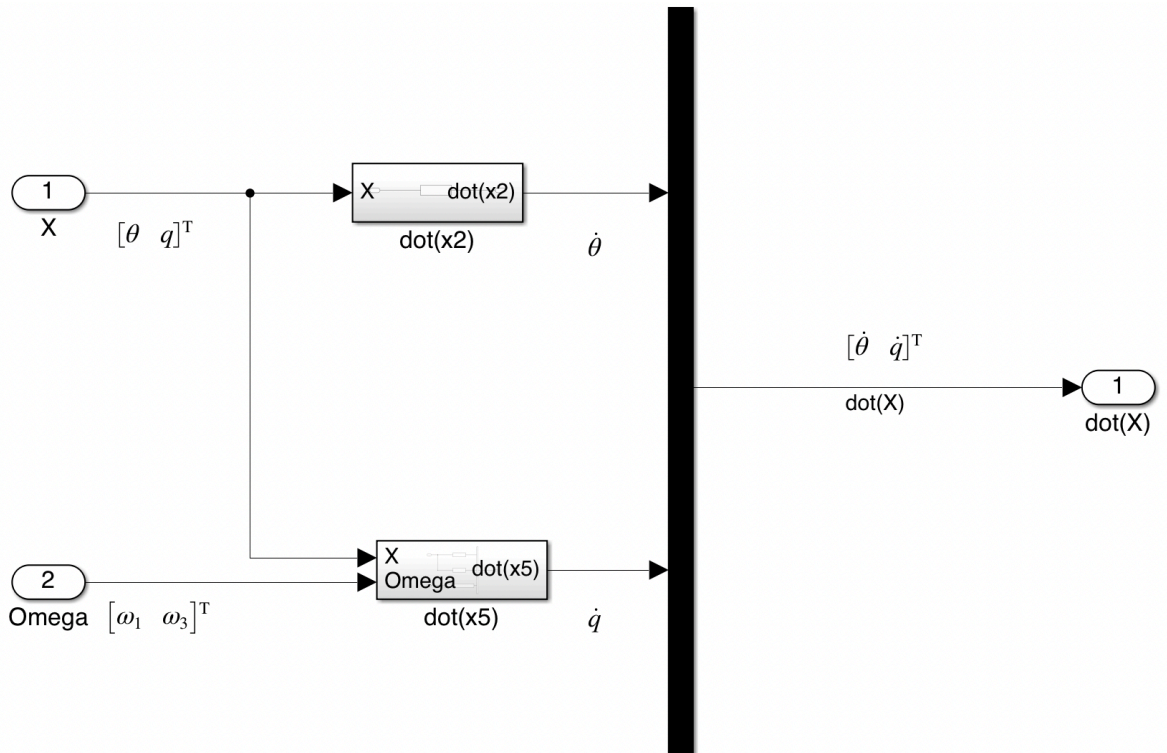 1
X
[θ q]ᵀ
X dot(x2)
dot(x2)
θ̇
[θ̇ q̇]ᵀ
dot(X)
1
dot(X)
2
Omega
[ω₁ ω₃]ᵀ
X
Omega
dot(x5)
dot(x5)
q̇